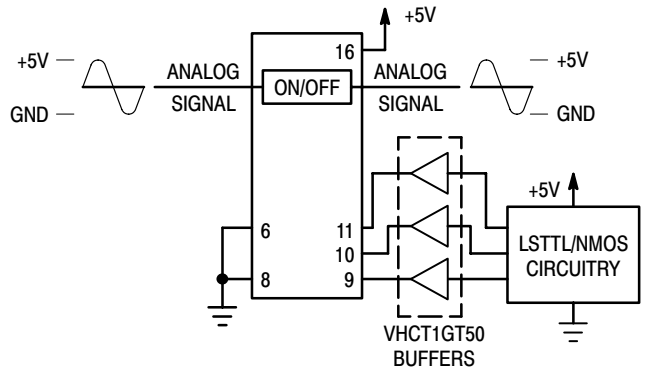 +5V
16
+5V
GND
ANALOG
SIGNAL
ON/OFF
ANALOG
SIGNAL
+5V
GND
6
8
11
10
9
+5V
LSTTL/NMOS
CIRCUITRY
VHCT1GT50
BUFFERS